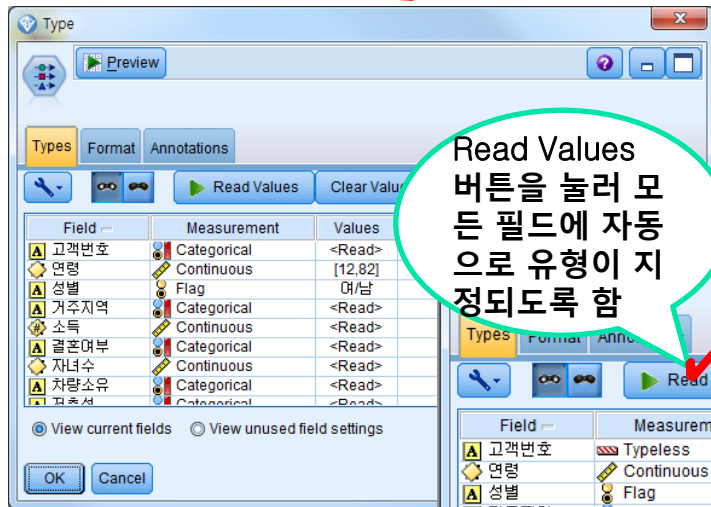 Type
Preview
Types Format Annotations
Read Values Clear Valu
Field Measurement Values
고객번호 Categorical <Read>
연령 Continuous [12,82]
성별 Flag 여/남
거주지역 Categorical <Read>
소득 Continuous <Read>
결혼여부 Categorical <Read>
자녀수 Continuous <Read>
차량소유 Categorical <Read>
Categorical <Read>
View current fields View unused field settings
OK Cancel
Read Values
버튼을 눌러 모
든 필드에 자동
으로 유형이 지
정되도록 함
Types Format Anno
Read
Field Measurem
고객번호 Typeless
연령 Continuous
성별 Flag